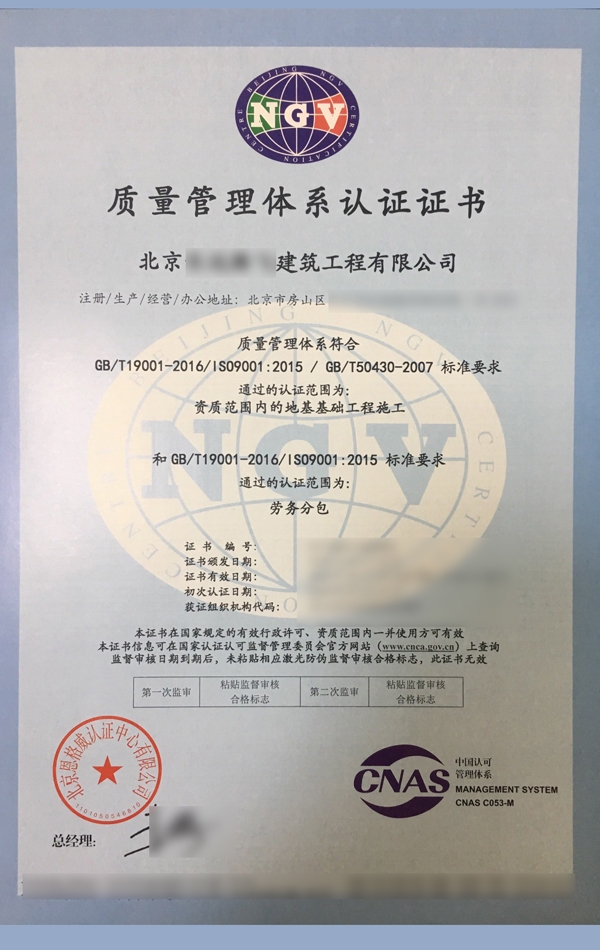 BEIJING NGV CERTIFICATION CENTRE
NGV
质量管理体系认证证书
北京 建筑工程有限公司
注册/生产/经营/办公地址: 北京市房山区
质量管理体系符合
GB/T19001-2016/ISO9001:2015 / GB/T50430-2007 标准要求
通过的认证范围为:
资质范围内的地基基础工程施工
和 GB/T19001-2016/ISO9001:2015 标准要求
通过的认证范围为:
劳务分包
证书编号:
证书颁发日期:
证书有效日期:
初次认证日期:
获证组织机构代码:
本证书在国家规定的有效行政许可、资质范围内一并使用方可有效
本证书信息可在国家认证认可监督管理委员会官方网站（www.cnca.gov.cn）上查询
监督审核日期到期后，未粘贴相应激光防伪监督审核合格标志，此证书无效
第一次监审 粘贴监督审核合格标志 第二次监审 粘贴监督审核合格标志
北京恩格威认证中心有限公司
CNAS
中国认可
管理体系
MANAGEMENT SYSTEM
CNAS C053-M
总经理: